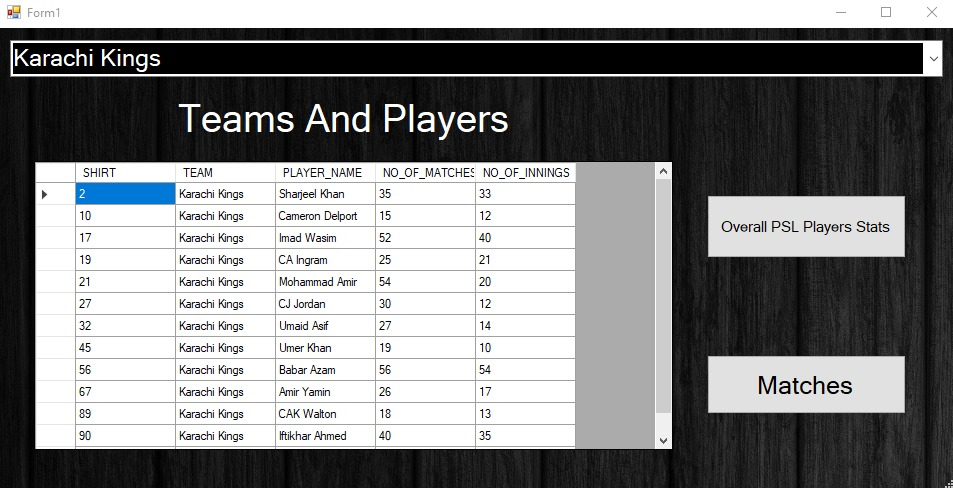 Form1
Karachi Kings
Teams And Players
SHIRT TEAM PLAYER_NAME NO_OF_MATCHES NO_OF_INNINGS
2 Karachi Kings Sharjeel Khan 35 33
10 Karachi Kings Cameron Delport 15 12
17 Karachi Kings Imad Wasim 52 40
19 Karachi Kings CA Ingram 25 21
21 Karachi Kings Mohammad Amir 54 20
27 Karachi Kings CJ Jordan 30 12
32 Karachi Kings Umaid Asif 27 14
45 Karachi Kings Umer Khan 19 10
56 Karachi Kings Babar Azam 56 54
67 Karachi Kings Amir Yamin 26 17
89 Karachi Kings CAK Walton 18 13
90 Karachi Kings Iftikhar Ahmed 40 35
Overall PSL Players Stats
Matches